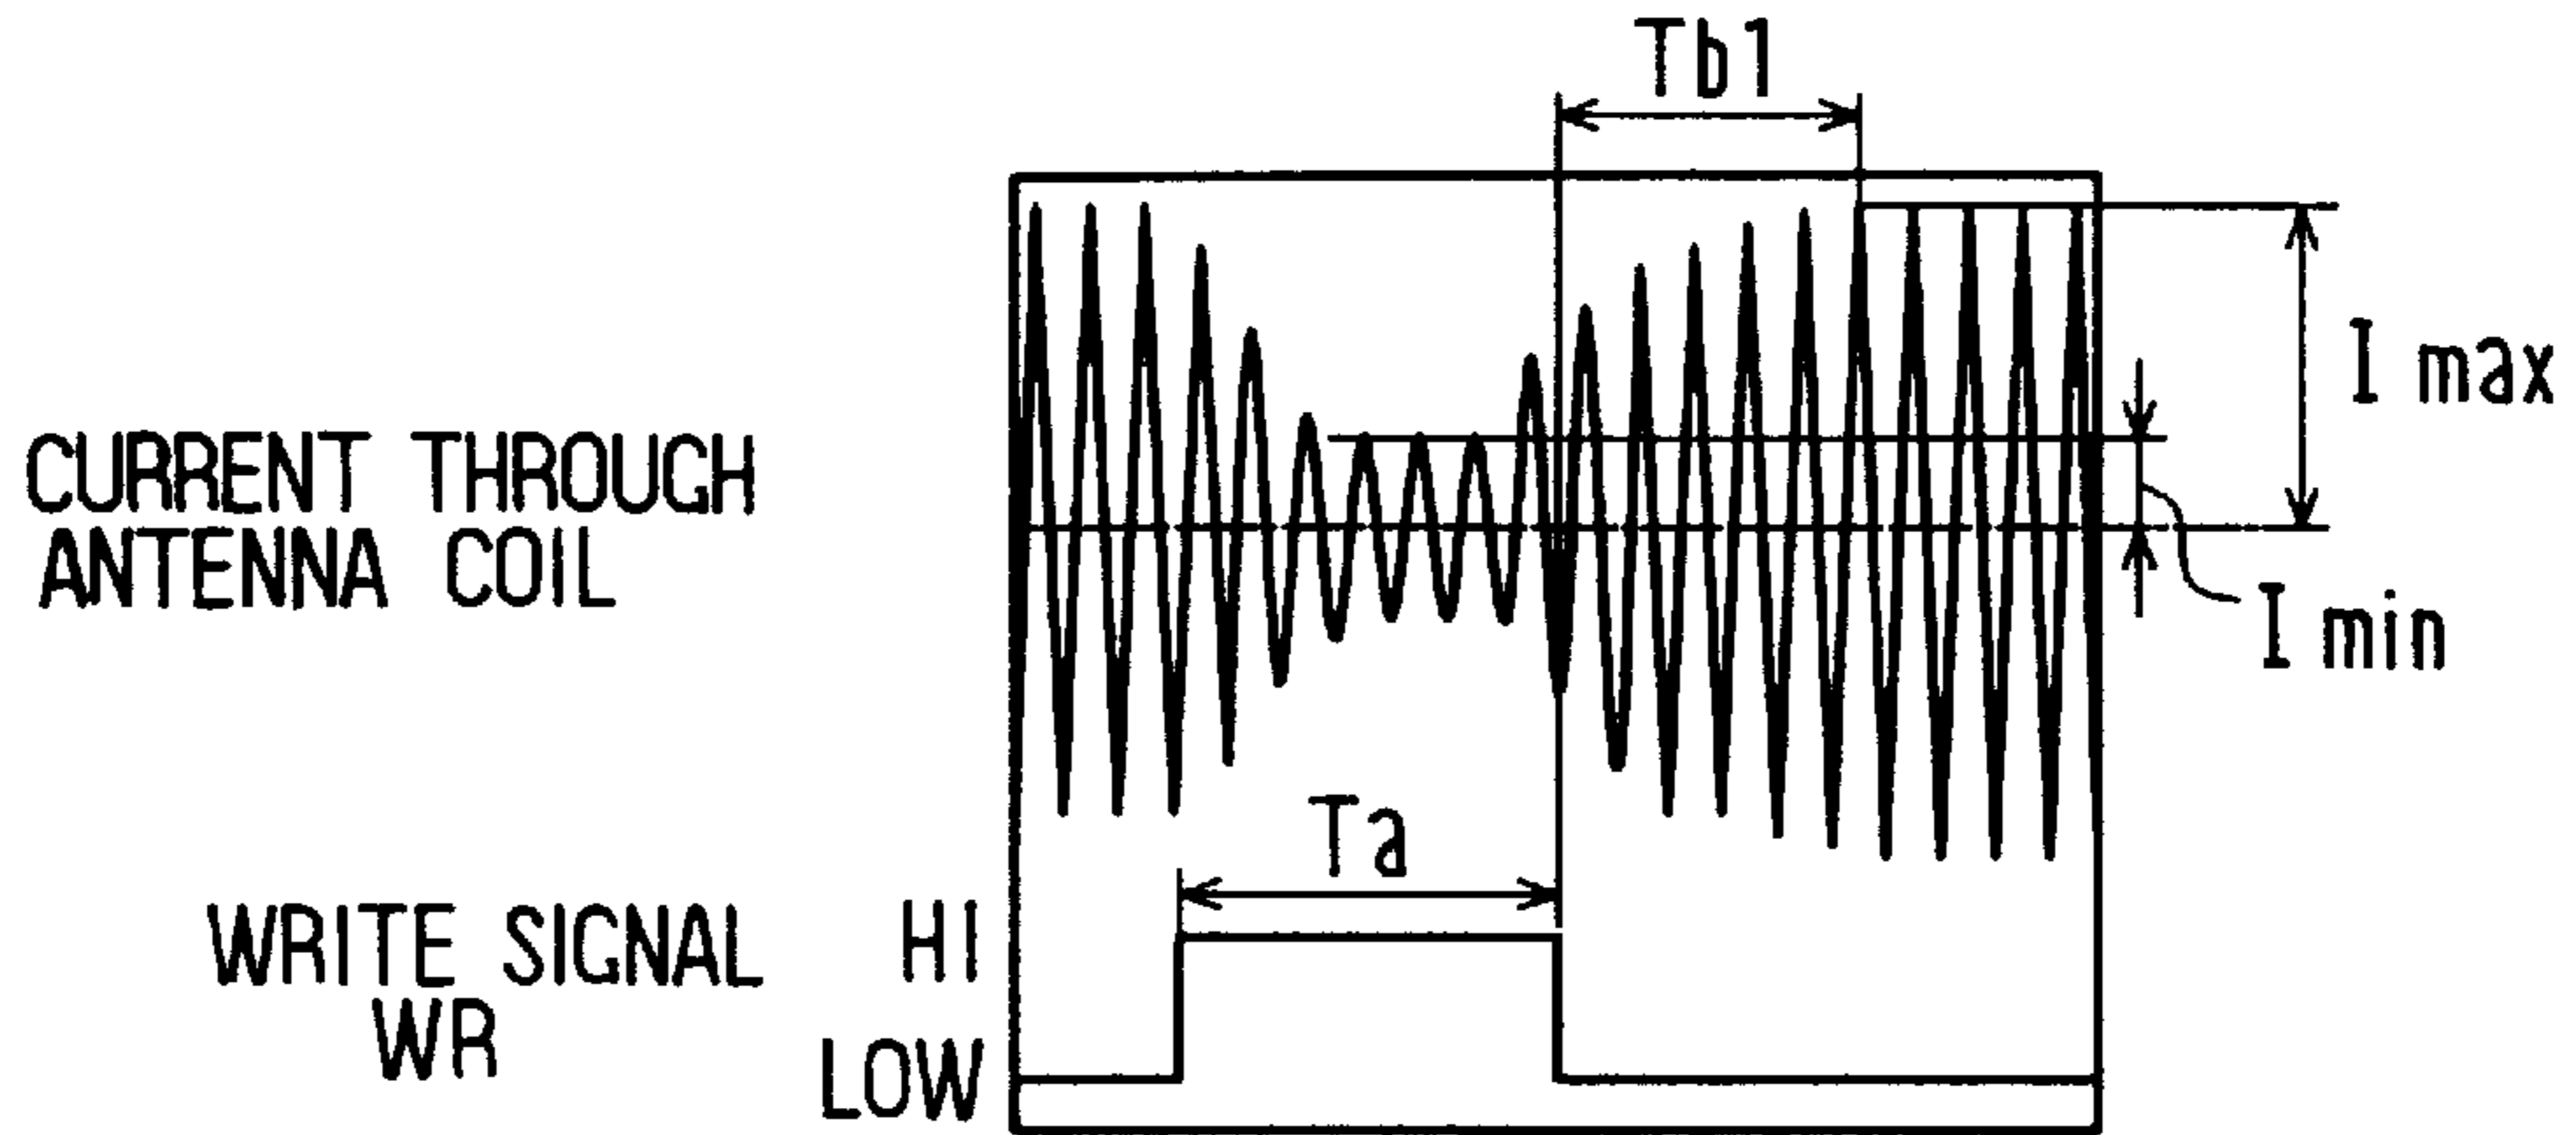 Tb1
I max
CURRENT THROUGH
ANTENNA COIL
I min
Ta
WRITE SIGNAL
WR
HI
LOW